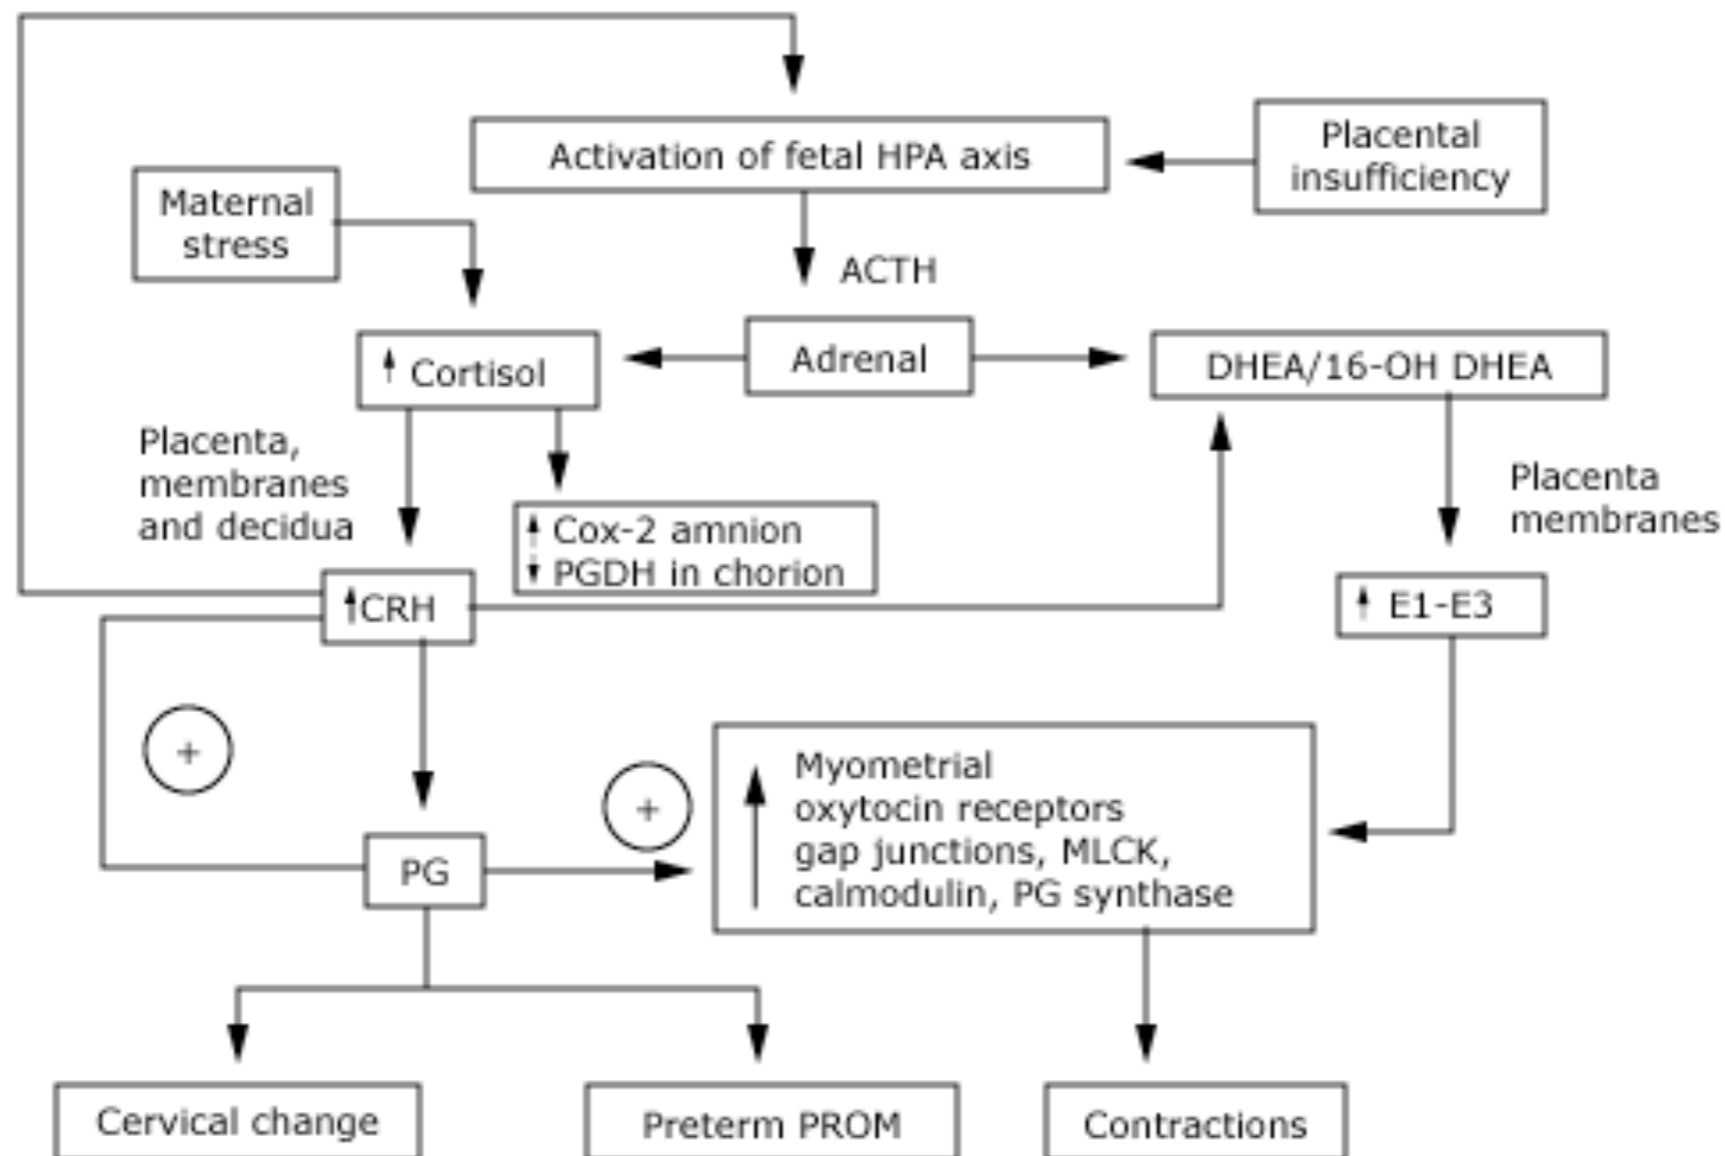 Activation of fetal HPA axis
Placental
insufficiency
Maternal
stress
ACTH
↑ Cortisol
Adrenal
DHEA/16-OH DHEA
Placenta,
membranes
and decidua
↑ Cox-2 amnion
↓ PGDH in chorion
Placenta
membranes
↑CRH
↑ E1-E3
+
+
↑ Myometrial
oxytocin receptors
gap junctions, MLCK,
calmodulin, PG synthase
PG
Cervical change
Preterm PROM
Contractions